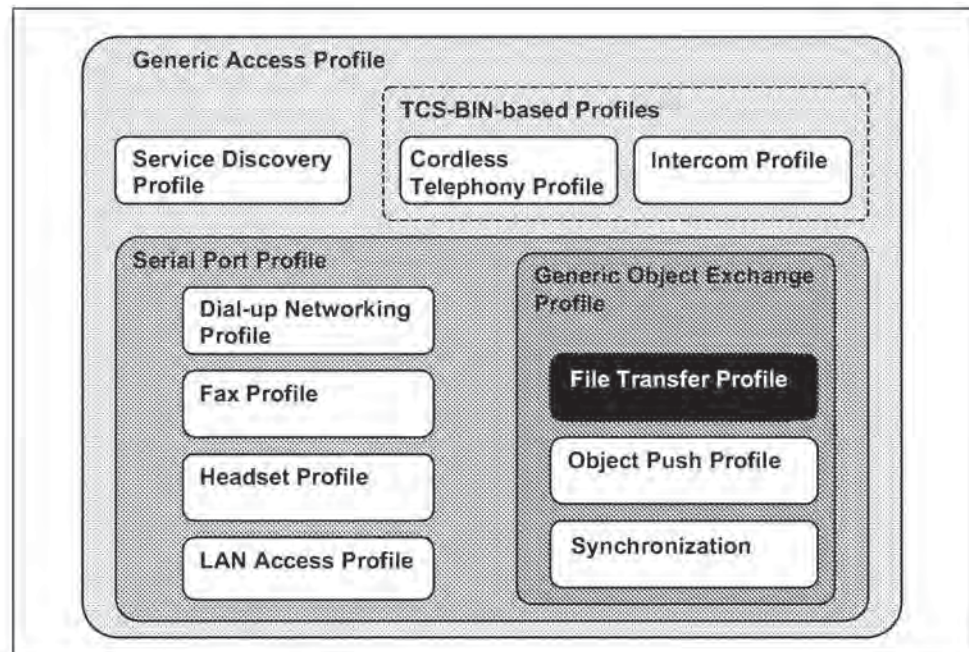 Generic Access Profile
TCS-BIN-based Profiles
Service Discovery
Profile
Cordless
Telephony Profile
Intercom Profile
Serial Port Profile
Generic Object Exchange
Profile
Dial-up Networking
Profile
File Transfer Profile
Fax Profile
Object Push Profile
Headset Profile
Synchronization
LAN Access Profile